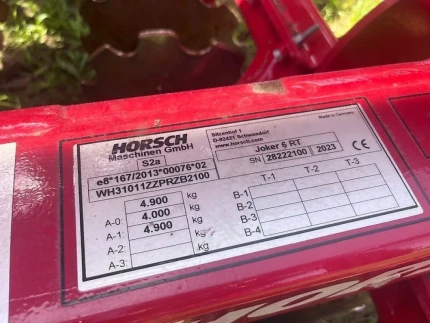 HORSCH
Maschinen GmbH
Sitzenhof 1
D-92421 Schwandorf
www.horsch.com
Made in Germany
S2a
Joker 6 RT
e8*167/2013*00076*02
SN 28222100 2023 CE
WH31011ZZPRZB2100
T-1 T-2 T-3
A-0: 4.900 kg
A-1: 4.000 kg
A-2: 4.900 kg
A-3: kg
B-1
B-2
B-3
B-4